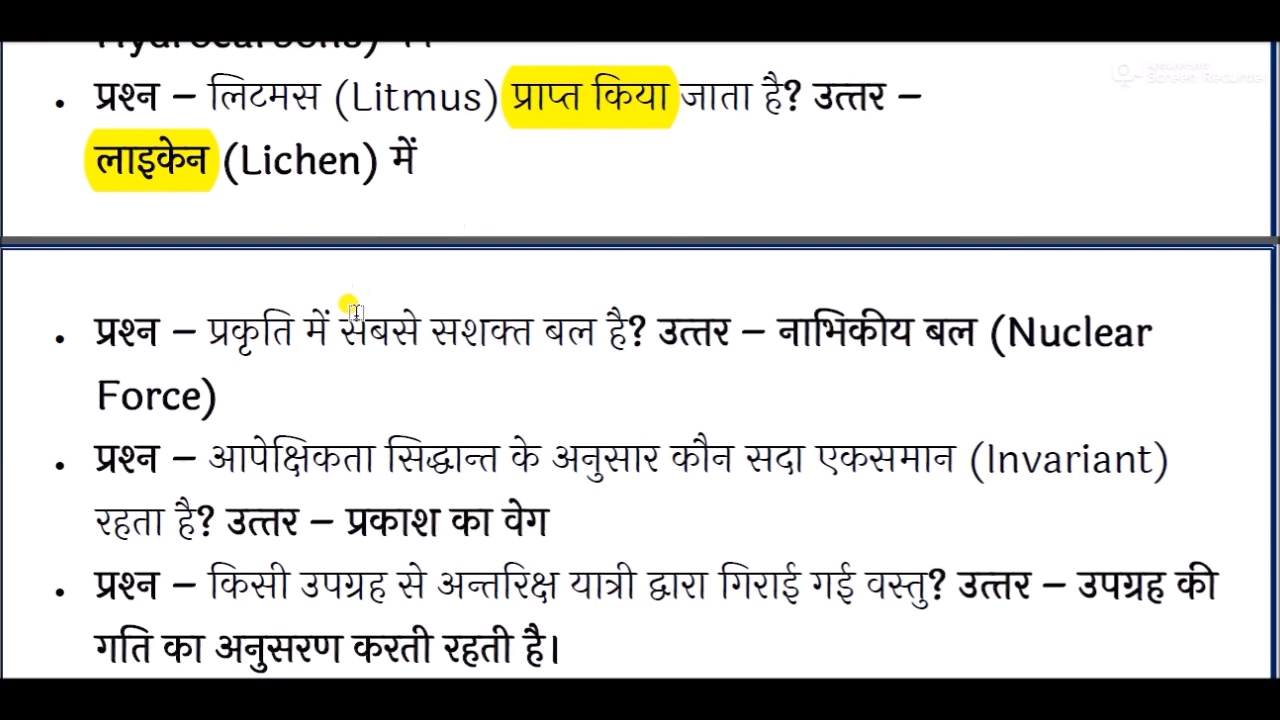 • प्रश्न – लिटमस (Litmus) प्राप्त किया जाता है? उत्तर –
लाइकेन (Lichen) में
• प्रश्न – प्रकृति में सबसे सशक्त बल है? उत्तर – नाभिकीय बल (Nuclear
Force)
• प्रश्न – आपेक्षिकता सिद्धान्त के अनुसार कौन सदा एकसमान (Invariant)
रहता है? उत्तर – प्रकाश का वेग
• प्रश्न – किसी उपग्रह से अन्तरिक्ष यात्री द्वारा गिराई गई वस्तु? उत्तर – उपग्रह की
गति का अनुसरण करती रहती है।